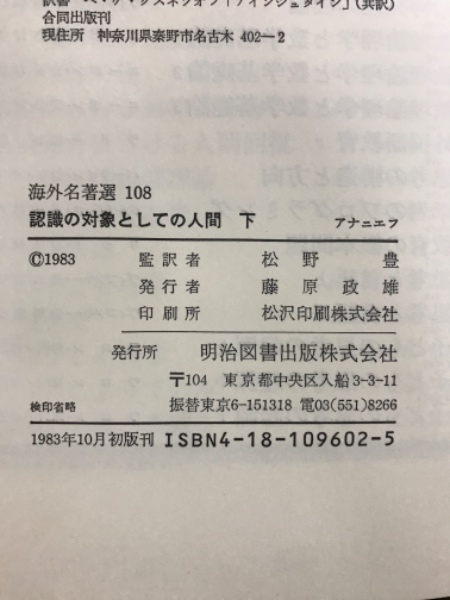 合同出版刊
現住所 神奈川県秦野市名古木 402-2
海外名著選 108
認識の対象としての人間 下 アナニエフ
©1983 監訳者 松野 豊
発行者 藤原政雄
印刷所 松沢印刷株式会社
発行所 明治図書出版株式会社
〒104 東京都中央区入船3-3-11
検印省略 振替東京6-151318 電03(551)8266
1983年10月初版刊 ISBN4-18-109602-5